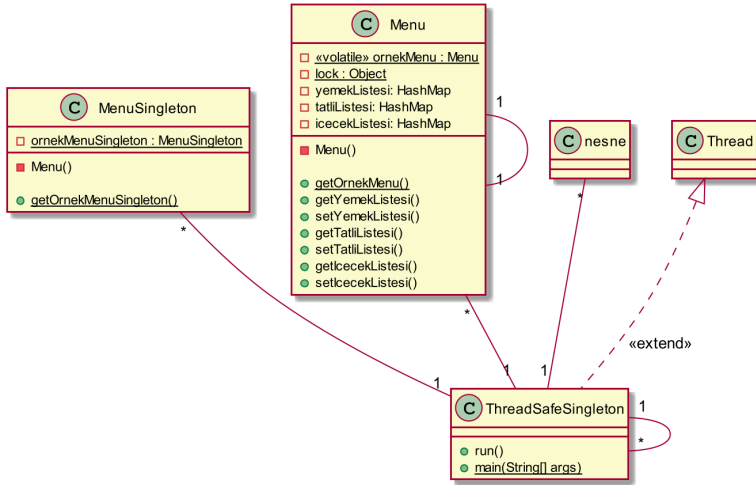 C MenuSingleton
ornekMenuSingleton : MenuSingleton
Menu()
getOrnekMenuSingleton()
C Menu
«volatile» ornekMenu : Menu
lock : Object
yemekListesi: HashMap
tatliListesi: HashMap
icecekListesi: HashMap
Menu()
getOrnekMenu()
getYemekListesi()
setYemekListesi()
getTatliListesi()
setTatliListesi()
getIcecekListesi()
setIcecekListesi()
1
1
C nesne
C Thread
*
*
*
«extend»
1
1
1
C ThreadSafeSingleton
run()
main(String[] args)
1
*